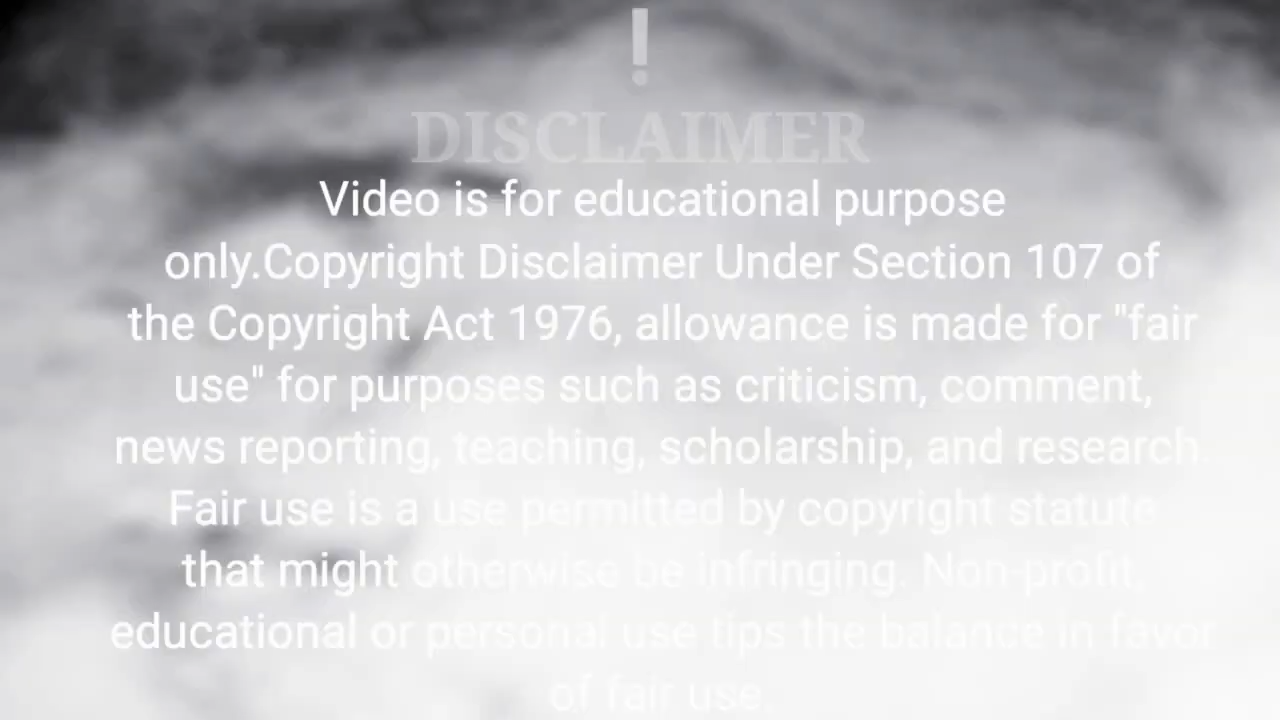 !
DISCLAIMER
Video is for educational purpose
only.Copyright Disclaimer Under Section 107 of
the Copyright Act 1976, allowance is made for "fair
use" for purposes such as criticism, comment,
news reporting, teaching, scholarship, and research.
Fair use is a use permitted by copyright statute
that might otherwise be infringing. Non-profit,
educational or personal use tips the balance in favor
of fair use.